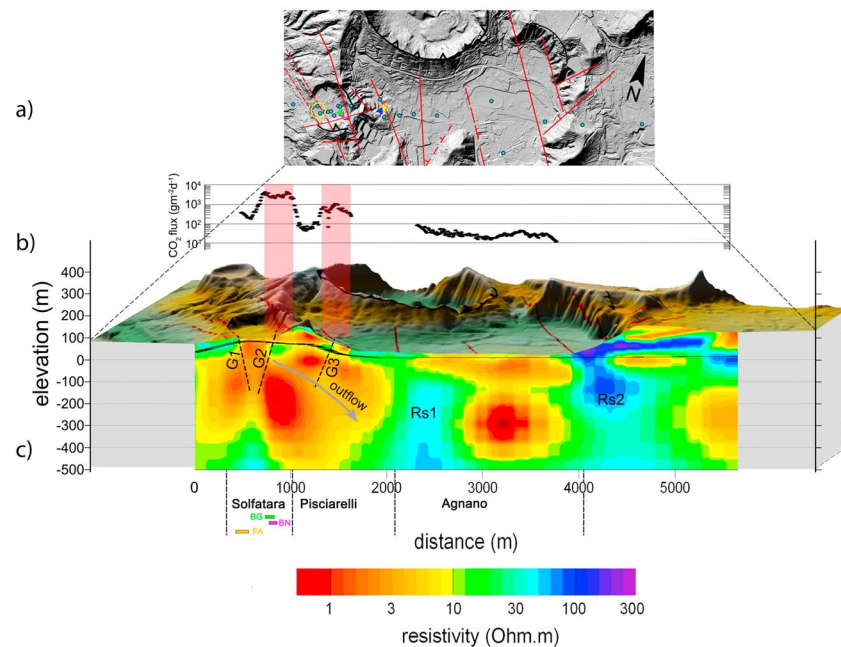 a)
N
CO2 flux (gm-2d-1)
10^4
10^3
10^2
10^1
b)
elevation (m)
400
300
200
100
0
-100
-200
-300
-400
-500
G1
G2
G3
outflow
Rs1
Rs2
c)
0 1000 2000 3000 4000 5000
Solfatara Pisciarelli Agnano
BG
BN
FA
distance (m)
1 3 10 30 100 300
resistivity (Ohm.m)